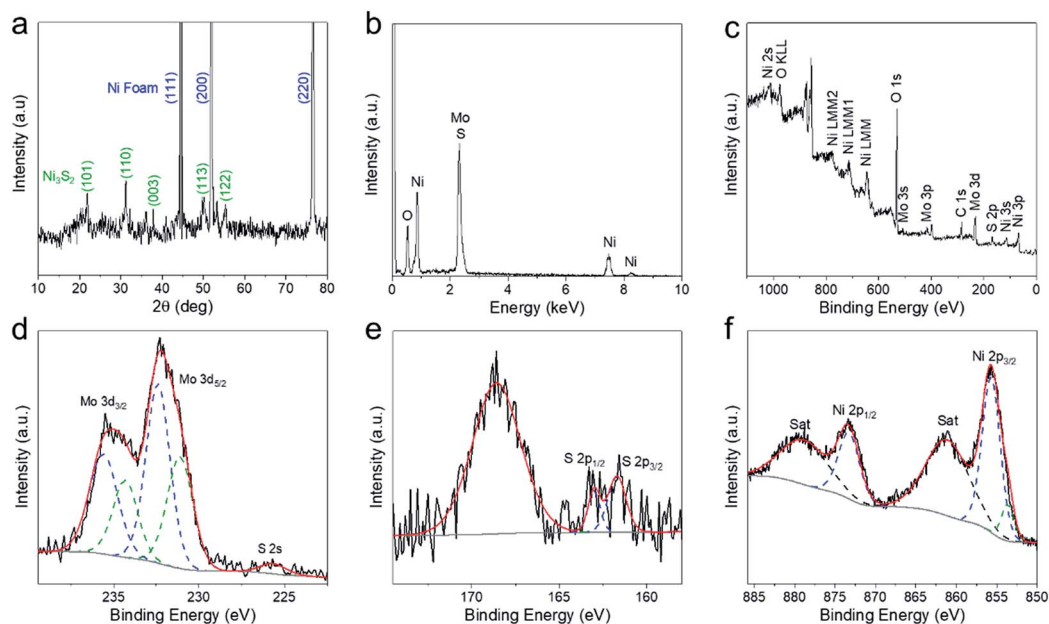 a
Intensity (a.u)
Ni Foam
(111)
(200)
(220)
Ni₃S₂
(101)
(110)
(003)
(113)
(122)
10 20 30 40 50 60 70 80
2θ (deg)
b
Intensity (a.u.)
O
Ni
Mo
S
Ni
Ni
0 2 4 6 8 10
Energy (keV)
c
Intensity (a.u.)
Ni 2s
O KLL
Ni LMM2
Ni LMM1
Ni LMM
O 1s
Mo 3s
Mo 3p
C 1s
Mo 3d
S 2p
Ni 3s
Ni 3p
1000 800 600 400 200 0
Binding Energy (eV)
d
Intensity (a.u.)
Mo 3d₃/₂
Mo 3d₅/₂
S 2s
235 230 225
Binding Energy (eV)
e
Intensity (a.u.)
S 2p₁/₂
S 2p₃/₂
170 165 160
Binding Energy (eV)
f
Intensity (a.u.)
Sat
Ni 2p₁/₂
Sat
Ni 2p₃/₂
885 880 875 870 865 860 855 850
Binding Energy (eV)